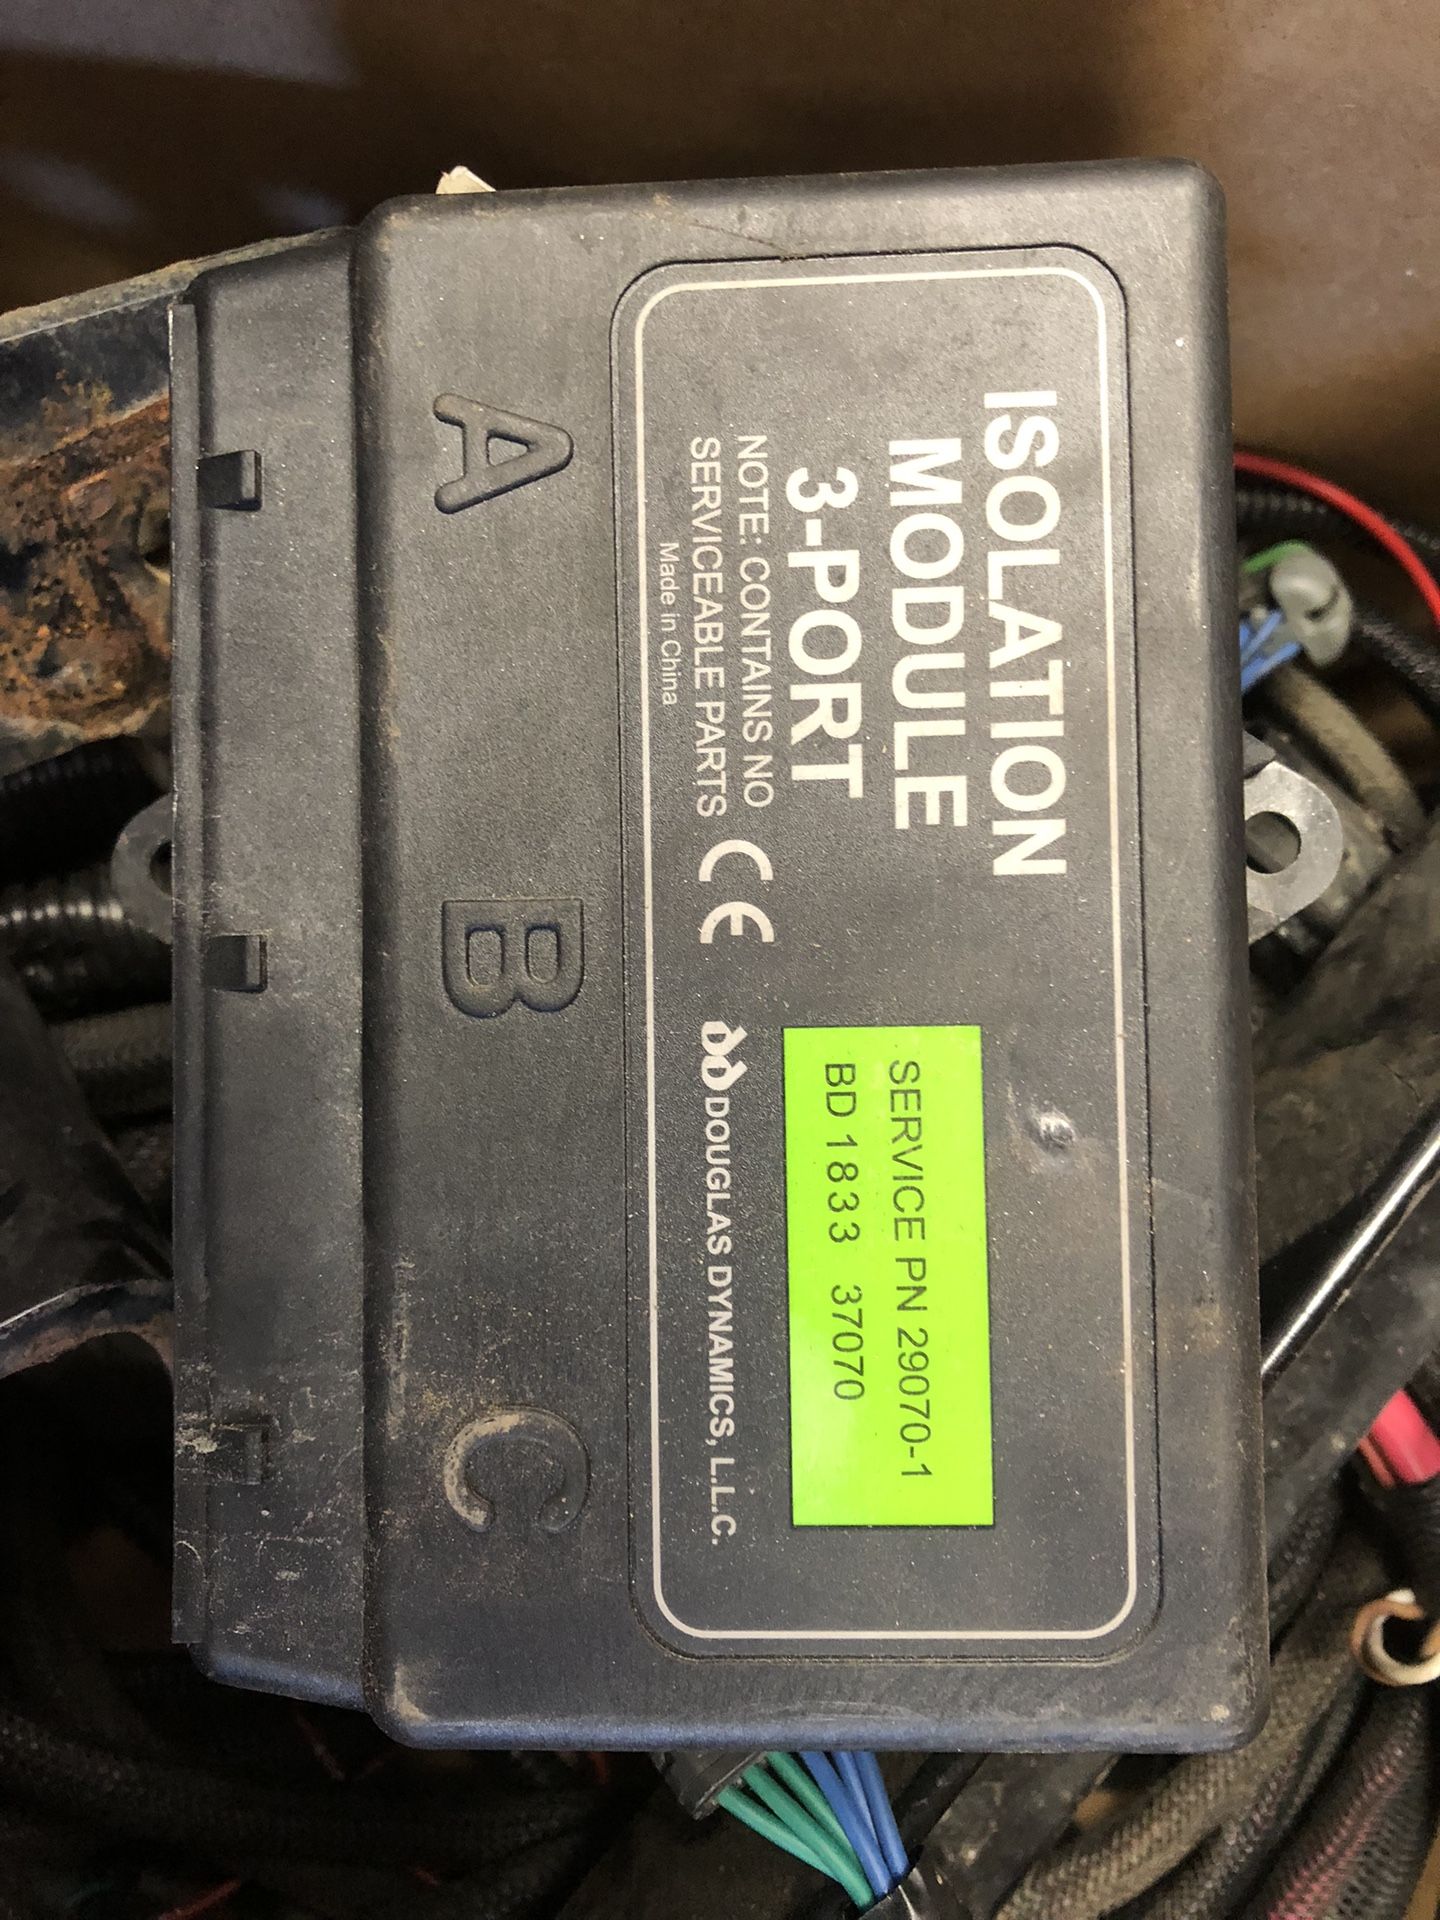 ISOLATION
MODULE
3-PORT
NOTE: CONTAINS NO
SERVICEABLE PARTS
Made in China
CE
SERVICE PN 29070-1
BD 1833 37070
DOUGLAS DYNAMICS, L.L.C.
A
B
C